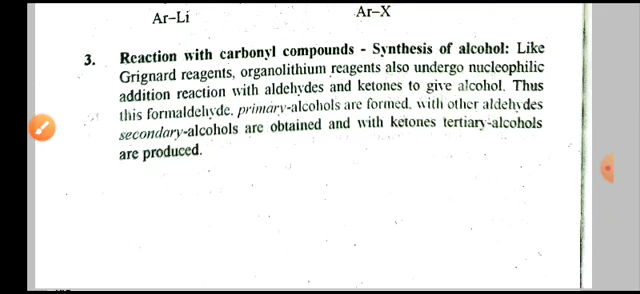 Ar–Li Ar–X
3. Reaction with carbonyl compounds - Synthesis of alcohol: Like
Grignard reagents, organolithium reagents also undergo nucleophilic
addition reaction with aldehydes and ketones to give alcohol. Thus
this formaldehyde, primary-alcohols are formed, with other aldehydes
secondary-alcohols are obtained and with ketones tertiary-alcohols
are produced.